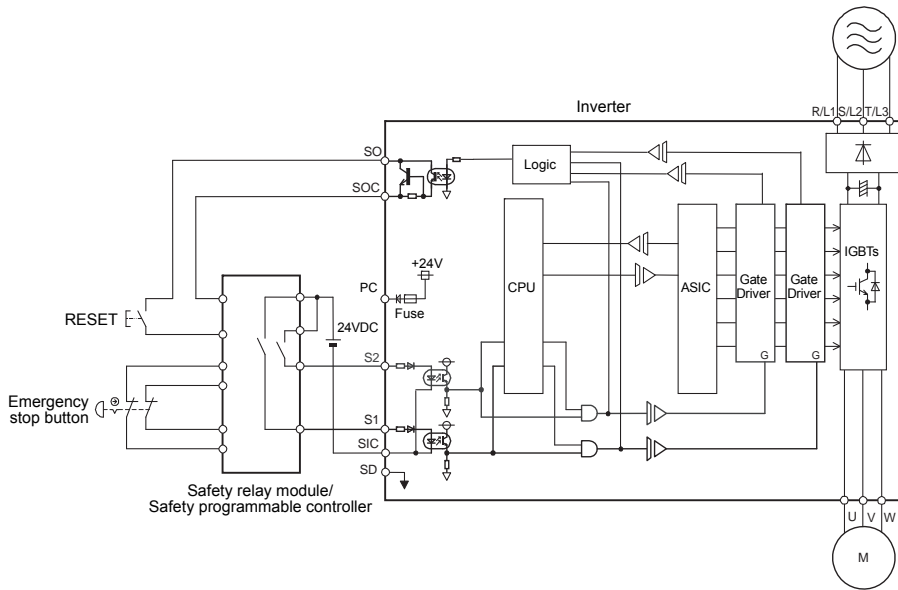 Inverter
R/L1 S/L2 T/L3
SO
SOC
Logic
+24V
PC
Fuse
CPU
ASIC
Gate
Driver
G
Gate
Driver
G
IGBTs
RESET
24VDC
S2
Emergency
stop button
S1
SIC
SD
Safety relay module/
Safety programmable controller
U V W
M